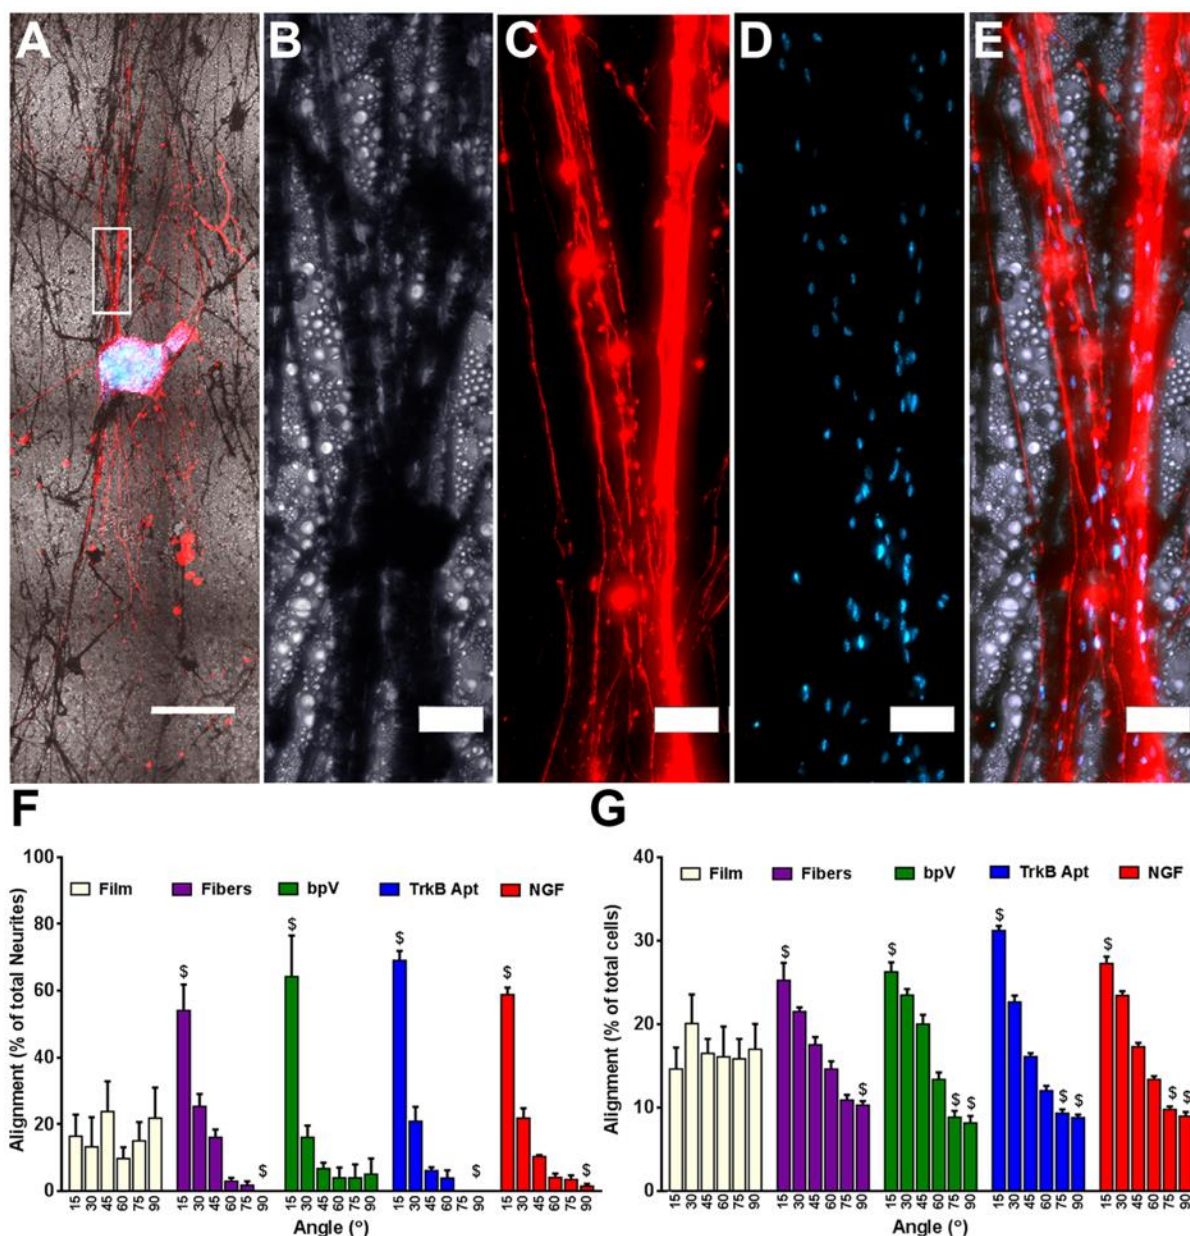 A B C D E
F G
100
80
60
40
20
0
Alignment (% of total Neurites)
Film Fibers bpV TrkB Apt NGF
$ $ $ $ $ $ $
15 30 45 60 75 90 15 30 45 60 75 90 15 30 45 60 75 90 15 30 45 60 75 90 15 30 45 60 75 90
Angle (°)
40
30
20
10
0
Alignment (% of total cells)
Film Fibers bpV TrkB Apt NGF
$ $ $ $ $ $ $ $ $ $ $
15 30 45 60 75 90 15 30 45 60 75 90 15 30 45 60 75 90 15 30 45 60 75 90 15 30 45 60 75 90
Angle (°)